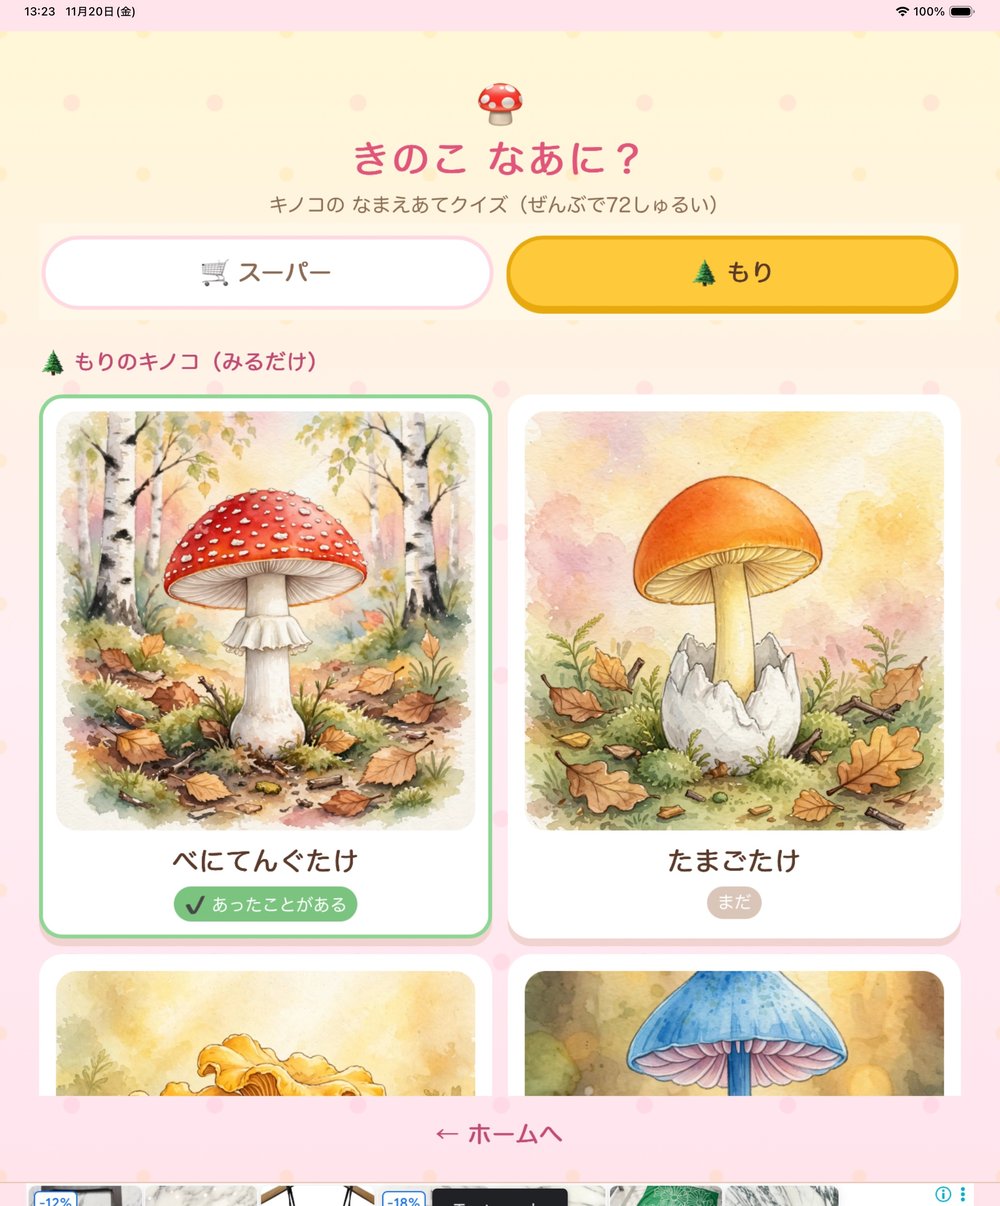 13:23 11月20日(金)
100%
きのこ なあに？
キノコの なまえあてクイズ（ぜんぶで72しゅるい）
スーパー
もり
もりのキノコ（みるだけ）
べにてんぐたけ
たまごたけ
✔ あったことがある
まだ
← ホームへ
-12%
-18%